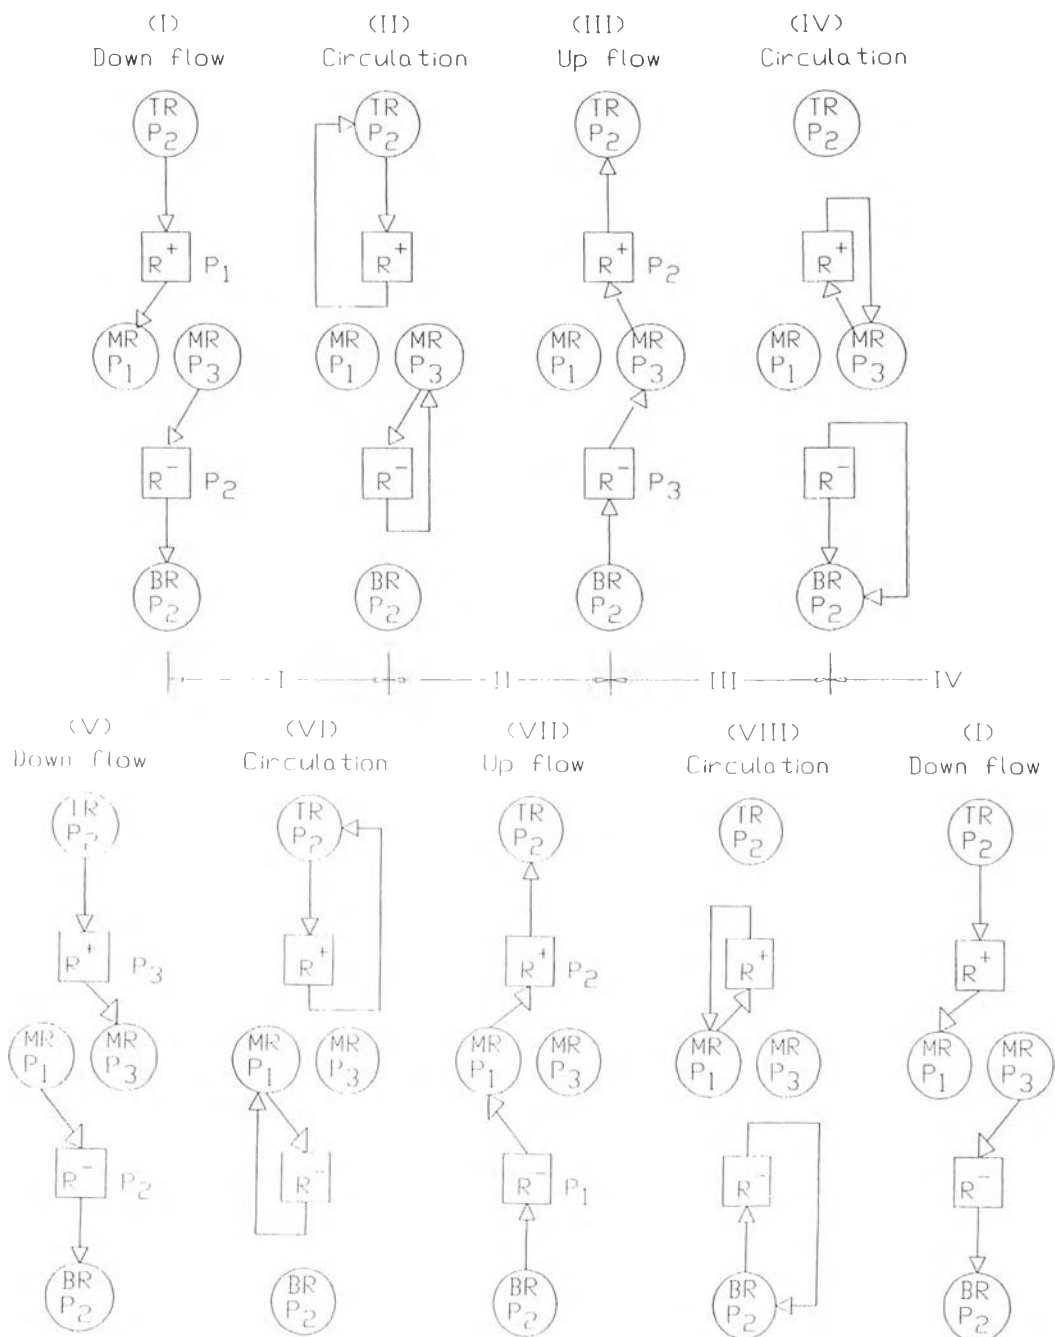 (I) (II) (III) (IV)
Down flow Circulation Up flow Circulation
TR TR TR TR
P2 P2 P2 P2
R+ P1 R+ R+ P2 R+
MR MR MR MR MR MR MR MR
P1 P3 P1 P3 P1 P3 P1 P3
R- P2 R- R- P3 R-
BR BR BR BR
P2 P2 P2 P2
I II III IV
(V) (VI) (VII) (VIII) (I)
Down flow Circulation Up flow Circulation Down flow
TR TR TR TR TR
P2 P2 P2 P2 P2
R+ P3 R+ R+ P2 R+ R+
MR MR MR MR MR MR MR MR MR MR
P1 P3 P1 P3 P1 P3 P1 P3 P1 P3
R- P2 R- R- P1 R- R-
BR BR BR BR BR
P2 P2 P2 P2 P2